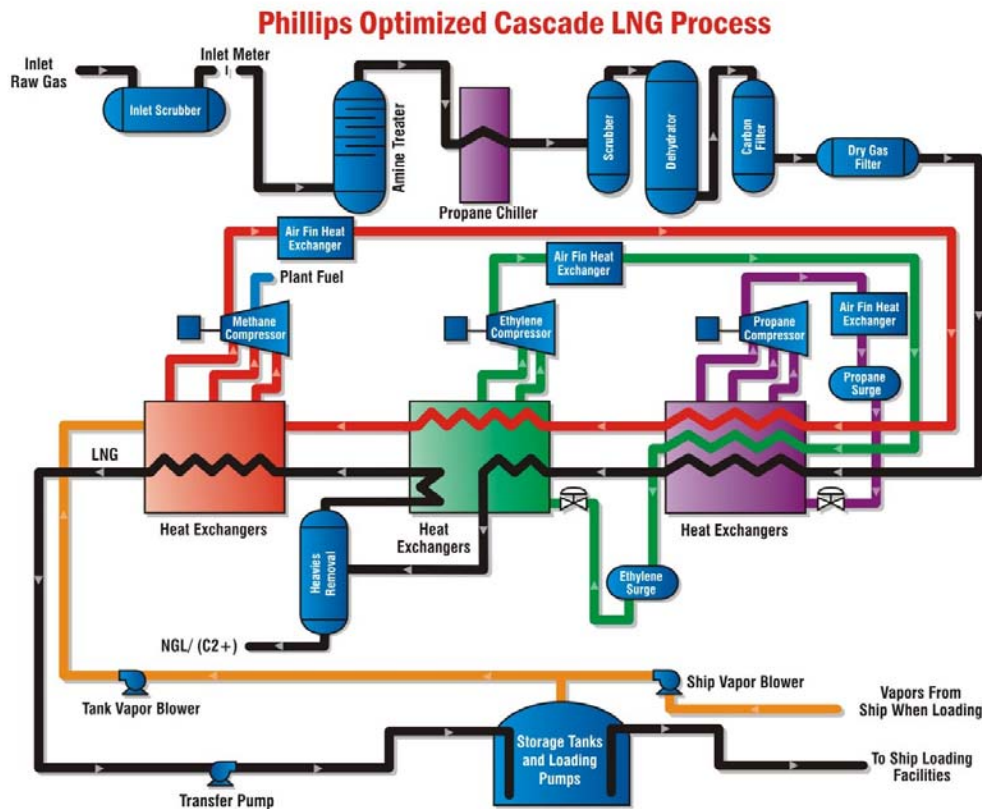 Phillips Optimized Cascade LNG Process
Inlet
Raw Gas
Inlet Meter
Inlet Scrubber
Amine Treater
Propane Chiller
Scrubber
Dehydrator
Carbon
Filter
Dry Gas
Filter
Air Fin Heat
Exchanger
Plant Fuel
Methane
Compressor
Air Fin Heat
Exchanger
Ethylene
Compressor
Propane
Compressor
Air Fin Heat
Exchanger
Propane
Surge
LNG
Heat Exchangers
Heat
Exchangers
Heat Exchangers
Heavies
Removal
Ethylene
Surge
NGL/ (C2+)
Tank Vapor Blower
Ship Vapor Blower
Vapors From
Ship When Loading
Storage Tanks
and Loading
Pumps
Transfer Pump
To Ship Loading
Facilities